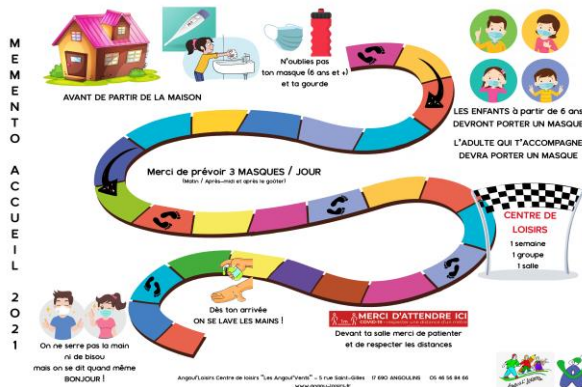 MEMENTO ACCUEIL 2021
AVANT DE PARTIR DE LA MAISON
N'oublies pas
ton masque (6 ans et +)
et ta gourde
LES ENFANTS à partir de 6 ans
DEVRONT PORTER UN MASQUE
L'ADULTE QUI T'ACCOMPAGNE
DEVRA PORTER UN MASQUE
Merci de prévoir 3 MASQUES / JOUR
(Matin / Après-midi et après le goûter)
CENTRE DE
LOISIRS
1 semaine
1 groupe
1 salle
Dès ton arrivée
ON SE LAVE LES MAINS !
MERCI D'ATTENDRE ICI
Devant ta salle merci de patienter
et de respecter les distances
On ne serre pas la main
ni de bisou
mais on se dit quand même
BONJOUR !
Angoul'Loisirs Centre de loisirs "Les Angoul'Vents" - 5 rue Saint-Gilles 17 690 ANGOULINS 05 46 56 84 66